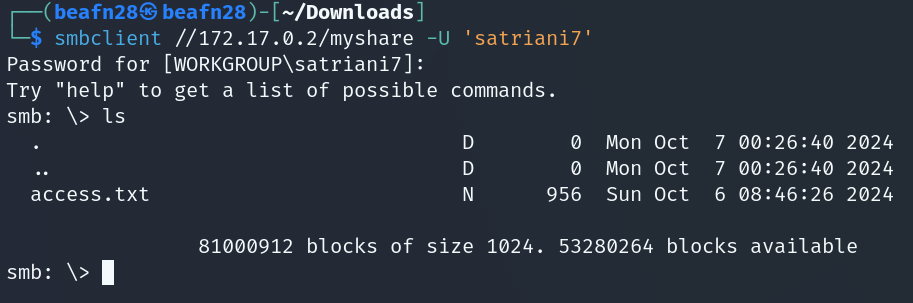 ┌──(beafn28㉿beafn28)-[~/Downloads]
└─$ smbclient //172.17.0.2/myshare -U 'satriani7'
Password for [WORKGROUP\satriani7]:
Try "help" to get a list of possible commands.
smb: \> ls
  .                                   D        0  Mon Oct  7 00:26:40 2024
  ..                                  D        0  Mon Oct  7 00:26:40 2024
  access.txt                          N      956  Sun Oct  6 08:46:26 2024
                81000912 blocks of size 1024. 53280264 blocks available
smb: \>